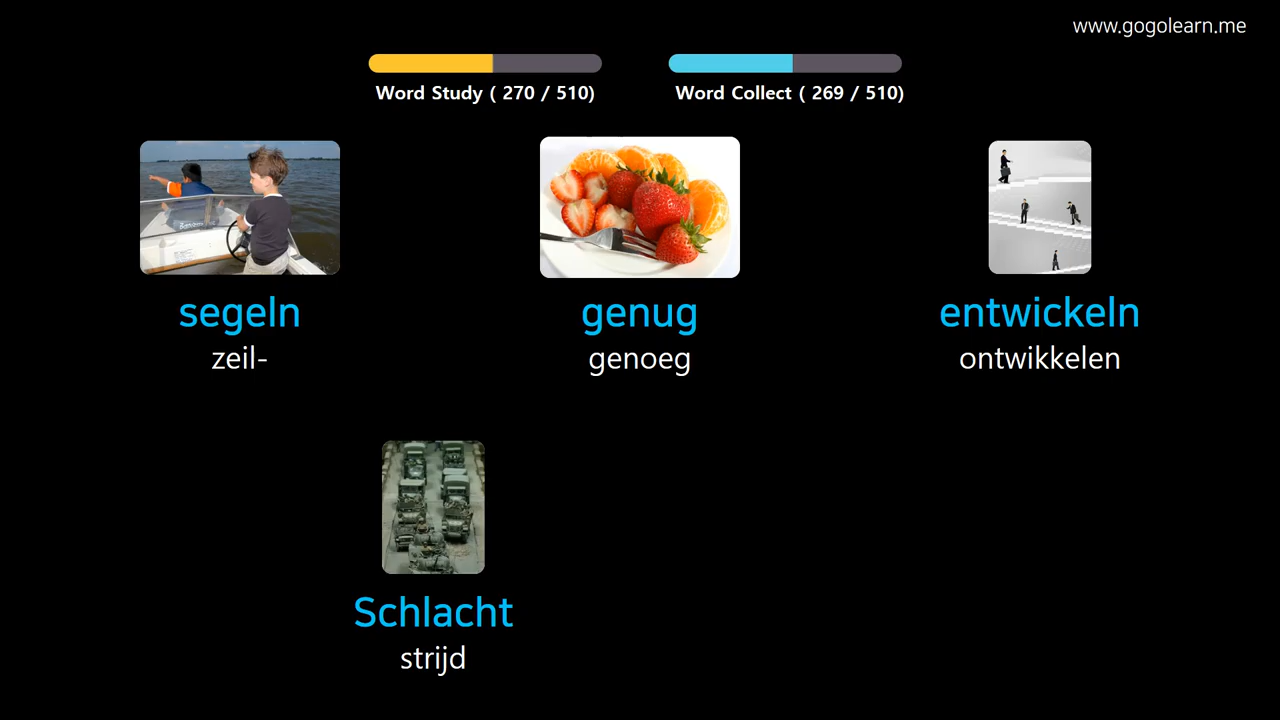 www.gogolearn.me
Word Study ( 270 / 510)
Word Collect ( 269 / 510)
segeln
zeil-
genug
genoeg
entwickeln
ontwikkelen
Schlacht
strijd